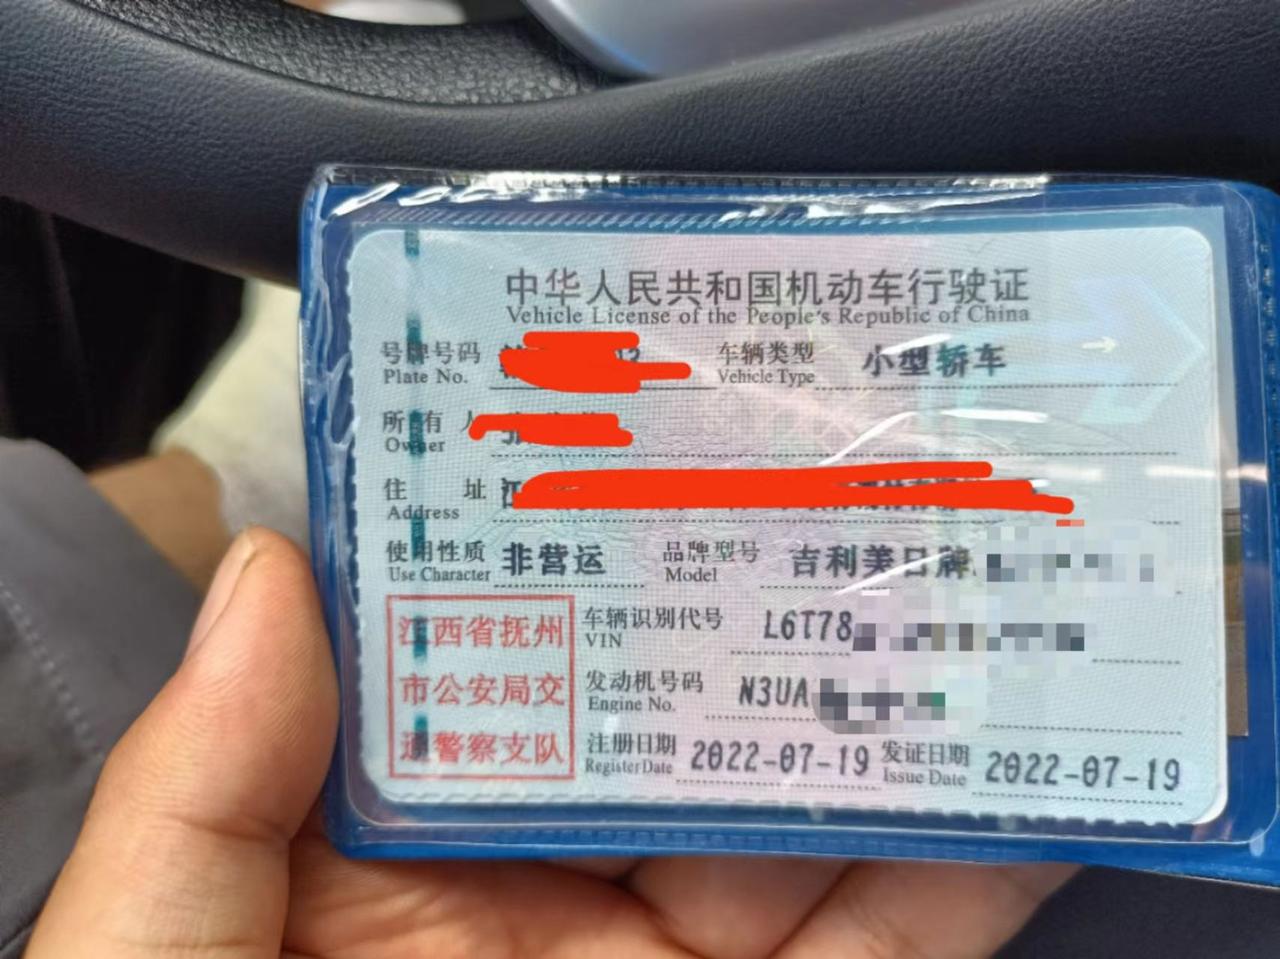 中华人民共和国机动车行驶证
Vehicle License of the People's Republic of China
号牌号码 车辆类型 小型轿车
Plate No. Vehicle Type
所有人
Owner
住址 江
Address
使用性质 非营运 品牌型号 吉利美日牌
Use Character Model
江西省抚州
市公安局交
通警察支队
车辆识别代号 L6T78
VIN
发动机号码 N3UA
Engine No.
注册日期 2022-07-19 发证日期 2022-07-19
Register Date Issue Date